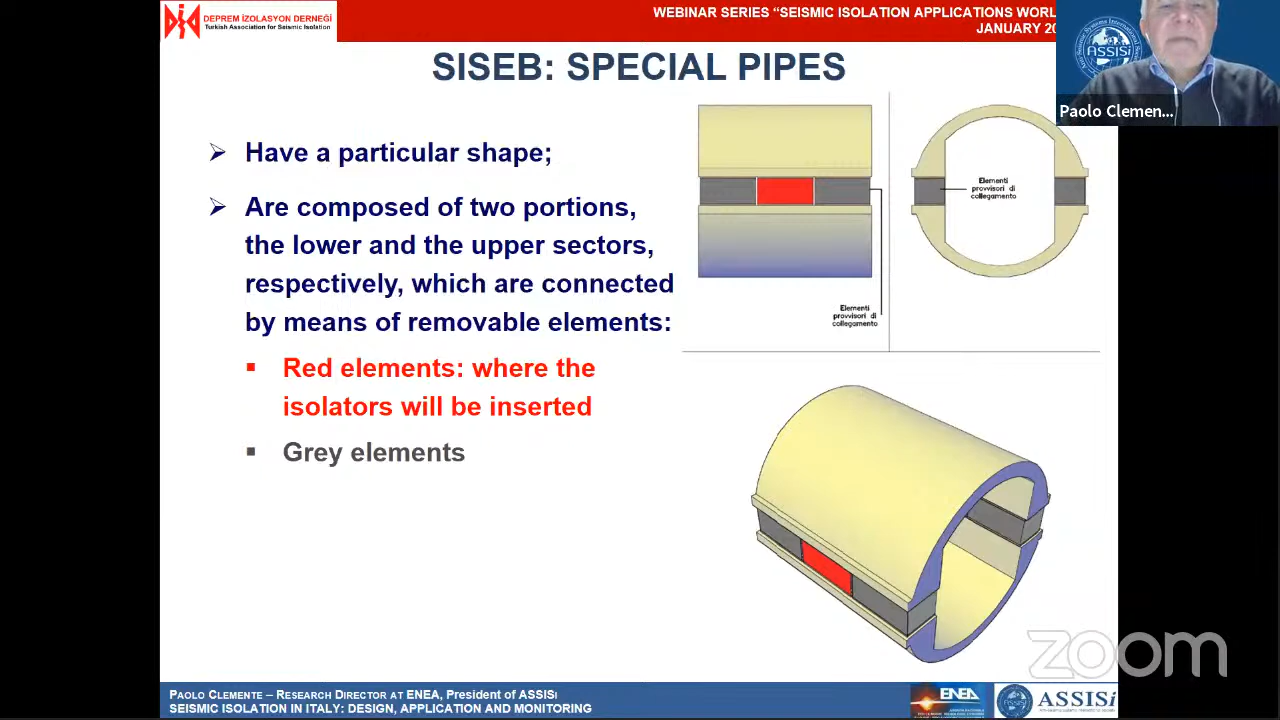 DEPREM İZOLASYON DERNEĞİ
Turkish Association for Seismic Isolation
WEBINAR SERIES “SEISMIC ISOLATION APPLICATIONS WORL
JANUARY 20
ASSISi
Paolo Clemen...
SISEB: SPECIAL PIPES
Have a particular shape;
Are composed of two portions,
the lower and the upper sectors,
respectively, which are connected
by means of removable elements:
Red elements: where the
isolators will be inserted
Grey elements
Elementi
provvisori di
collegamento
Elementi
provvisori di
collegamento
zoom
PAOLO CLEMENTE – RESEARCH DIRECTOR AT ENEA, PRESIDENT OF ASSISI
SEISMIC ISOLATION IN ITALY: DESIGN, APPLICATION AND MONITORING
ENEA
ASSISi